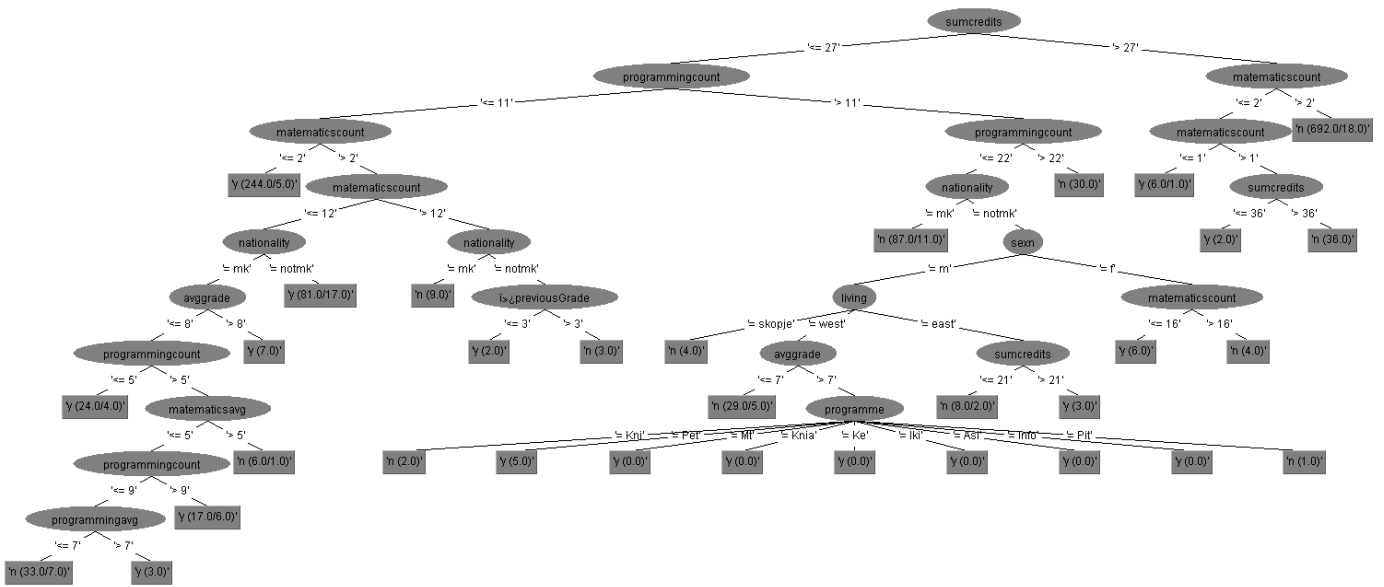 sumcredits
'<= 27' '> 27'
programmingcount matematicscount
'<= 11' '> 11' '<= 2' '> 2'
matematicscount programmingcount matematicscount 'n (692.0/18.0)'
'<= 2' '> 2' '<= 22' '> 22' '<= 1' '> 1'
'y (244.0/5.0)' matematicscount nationality 'n (30.0)' 'y (6.0/1.0)' sumcredits
'<= 12' '> 12' '= mk' '= notmk' '<= 36' '> 36'
nationality nationality 'n (87.0/11.0)' sexn 'y (2.0)' 'n (36.0)'
'= mk' '= notmk' '= mk' '= notmk' '= m' '= f'
avggrade 'y (81.0/17.0)' 'n (9.0)' ï»¿previousGrade living matematicscount
'<= 8' '> 8' '<= 3' '> 3' '= skopje' '= west' '= east' '<= 16' '> 16'
programmingcount 'y (7.0)' 'y (2.0)' 'n (3.0)' 'n (4.0)' avggrade sumcredits 'y (6.0)' 'n (4.0)'
'<= 5' '> 5' '<= 7' '> 7' '<= 21' '> 21'
'y (24.0/4.0)' matematicsavg 'n (29.0/5.0)' programme 'n (8.0/2.0)' 'y (3.0)'
'<= 5' '> 5' '= Kni' '= Pet' '= Mt' '= Knia' '= Ke' '= Iki' '= Asi' '= Info' '= Pit'
programmingcount 'n (6.0/1.0)' 'n (2.0)' 'y (5.0)' 'y (0.0)' 'y (0.0)' 'y (0.0)' 'y (0.0)' 'y (0.0)' 'y (0.0)' 'n (1.0)'
'<= 9' '> 9'
programmingavg 'y (17.0/6.0)'
'<= 7' '> 7'
'n (33.0/7.0)' 'y (3.0)'